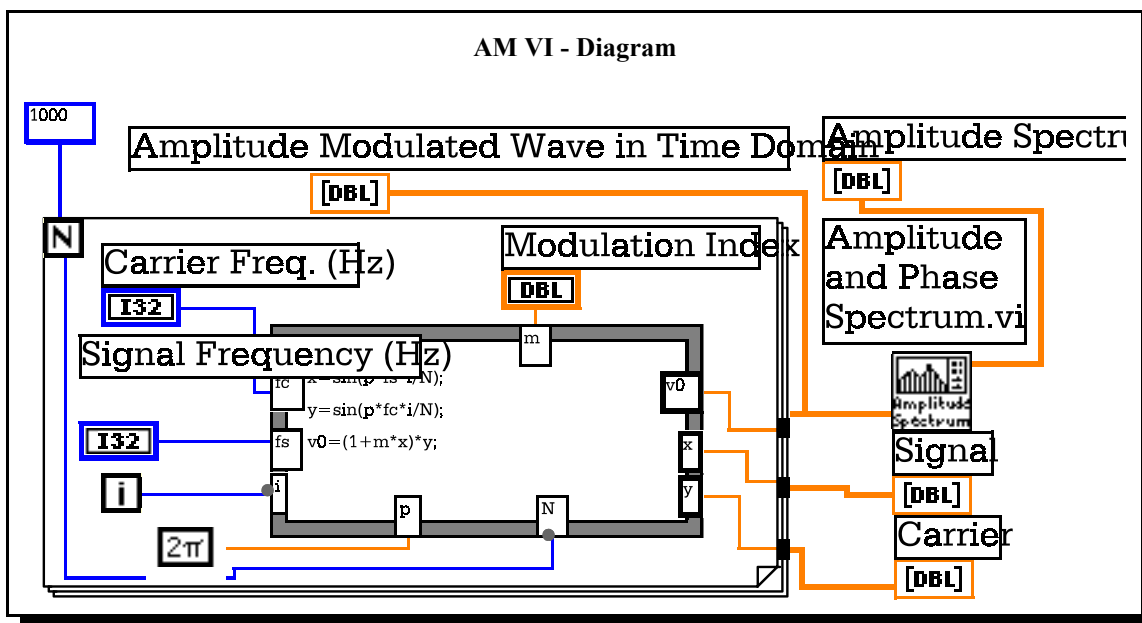 AM VI - Diagram
1000
Amplitude Modulated Wave in Time Domain
[DBL]
Amplitude Spectru
[DBL]
N
Carrier Freq. (Hz)
I32
Modulation Index
DBL
Amplitude
and Phase
Spectrum.vi
Signal Frequency (Hz)
m
fc
x=sin(p*fs*i/N);
v0
y=sin(p*fc*i/N);
Amplitude
Spectrum
I32
fs
v0=(1+m*x)*y;
x
Signal
[DBL]
i
i
y
p
N
2π
Carrier
[DBL]